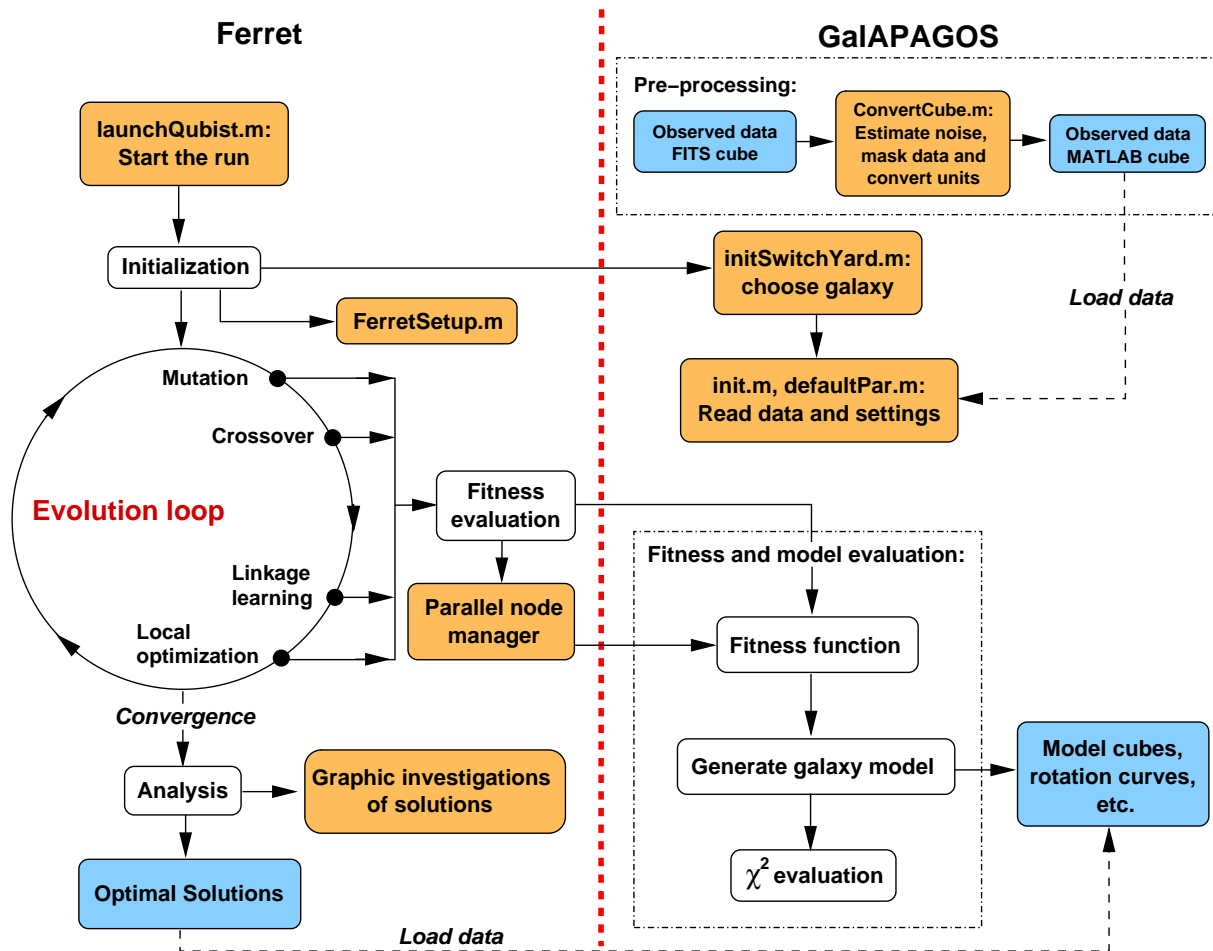 Ferret
GalAPAGOS
launchQubist.m:
Start the run
Initialization
FerretSetup.m
Mutation
Crossover
Evolution loop
Linkage
learning
Local
optimization
Fitness
evaluation
Parallel node
manager
Convergence
Analysis
Graphic investigations
of solutions
Optimal Solutions
Load data
Pre−processing:
Observed data
FITS cube
ConvertCube.m:
Estimate noise,
mask data and
convert units
Observed data
MATLAB cube
initSwitchYard.m:
choose galaxy
Load data
init.m, defaultPar.m:
Read data and settings
Fitness and model evaluation:
Fitness function
Generate galaxy model
χ² evaluation
Model cubes,
rotation curves,
etc.